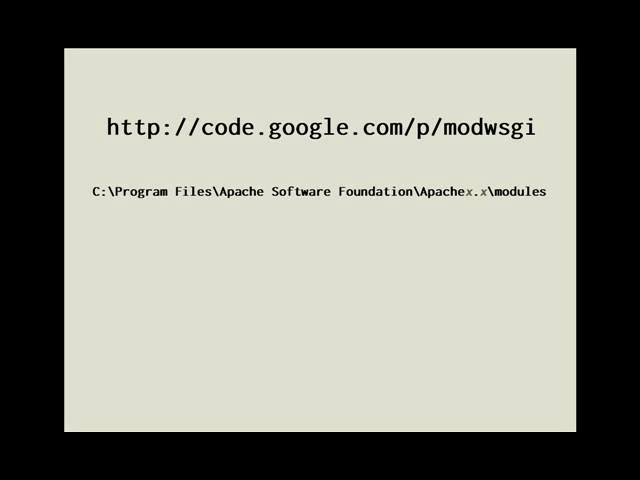 http://code.google.com/p/modwsgi
C:\Program Files\Apache Software Foundation\Apachex.x\modules